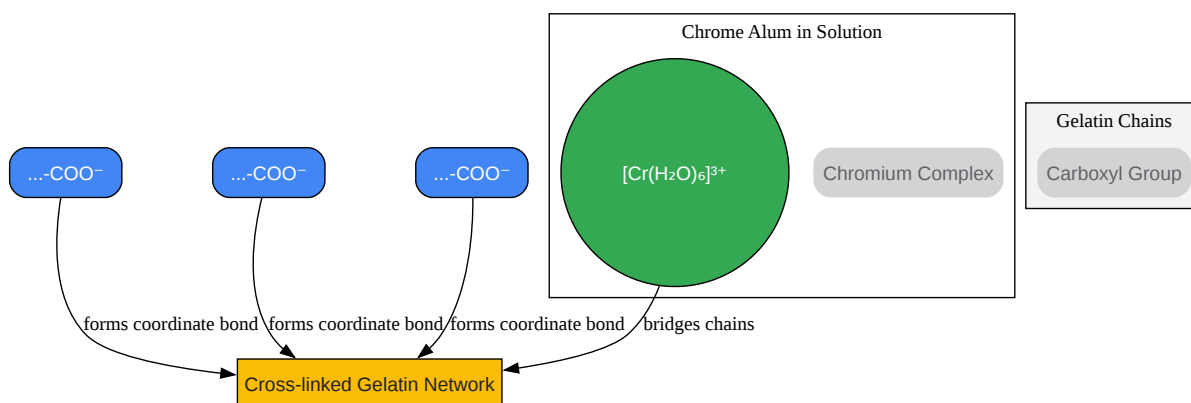 Chrome Alum in Solution
Gelatin Chains
...-COO⁻
...-COO⁻
...-COO⁻
[Cr(H₂O)₆]³⁺
Chromium Complex
Carboxyl Group
forms coordinate bond
forms coordinate bond
forms coordinate bond
bridges chains
Cross-linked Gelatin Network